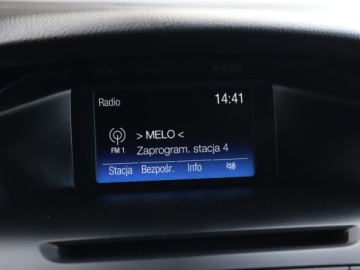 Radio 14:41
> MELO <
FM 1 Zaprogram. stacja 4
Stacja Bezpośr. Info